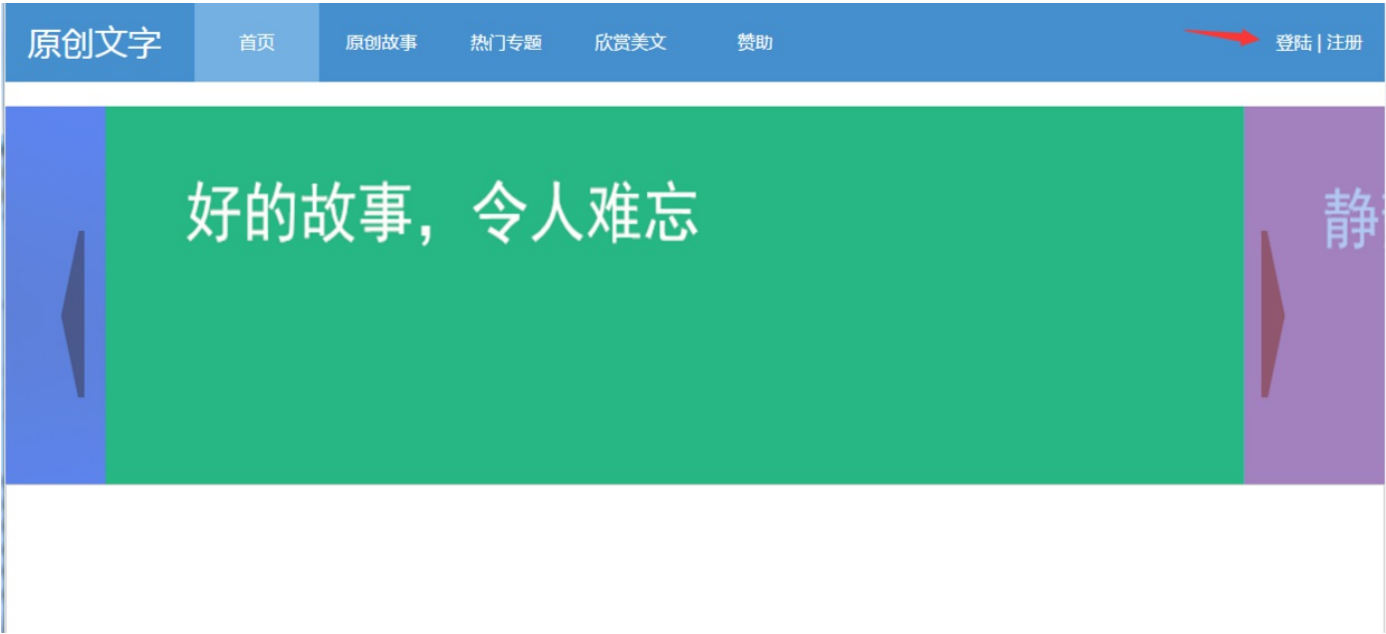 原创文字 首页 原创故事 热门专题 欣赏美文 赞助 登陆 | 注册
好的故事，令人难忘
静